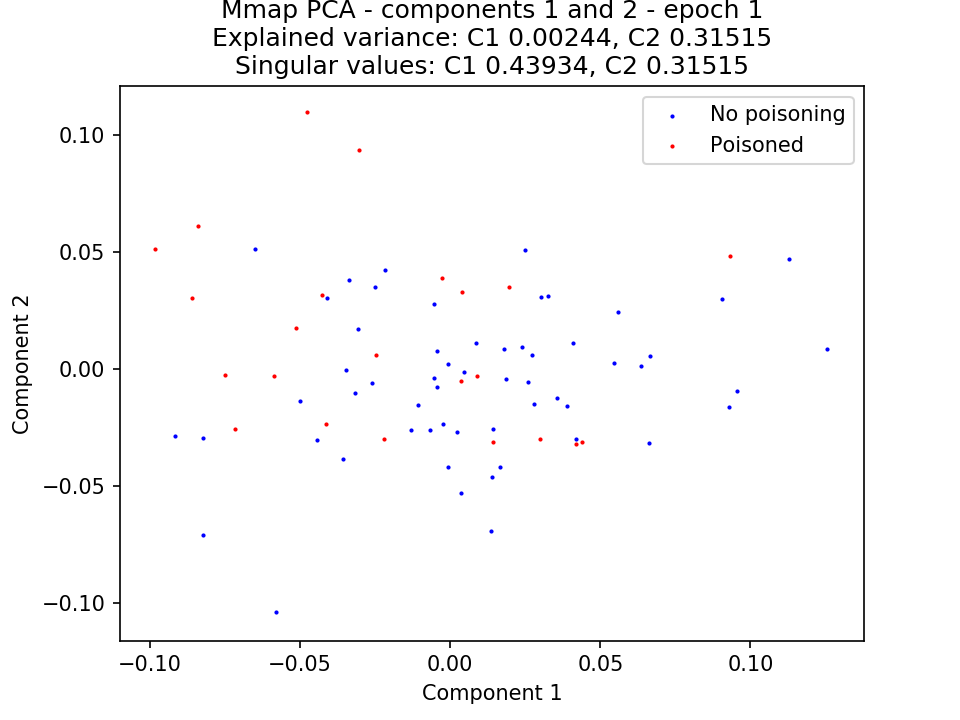 Mmap PCA - components 1 and 2 - epoch 1
Explained variance: C1 0.00244, C2 0.31515
Singular values: C1 0.43934, C2 0.31515
No poisoning
Poisoned
0.10
0.05
0.00
−0.05
−0.10
Component 2
−0.10
−0.05
0.00
0.05
0.10
Component 1